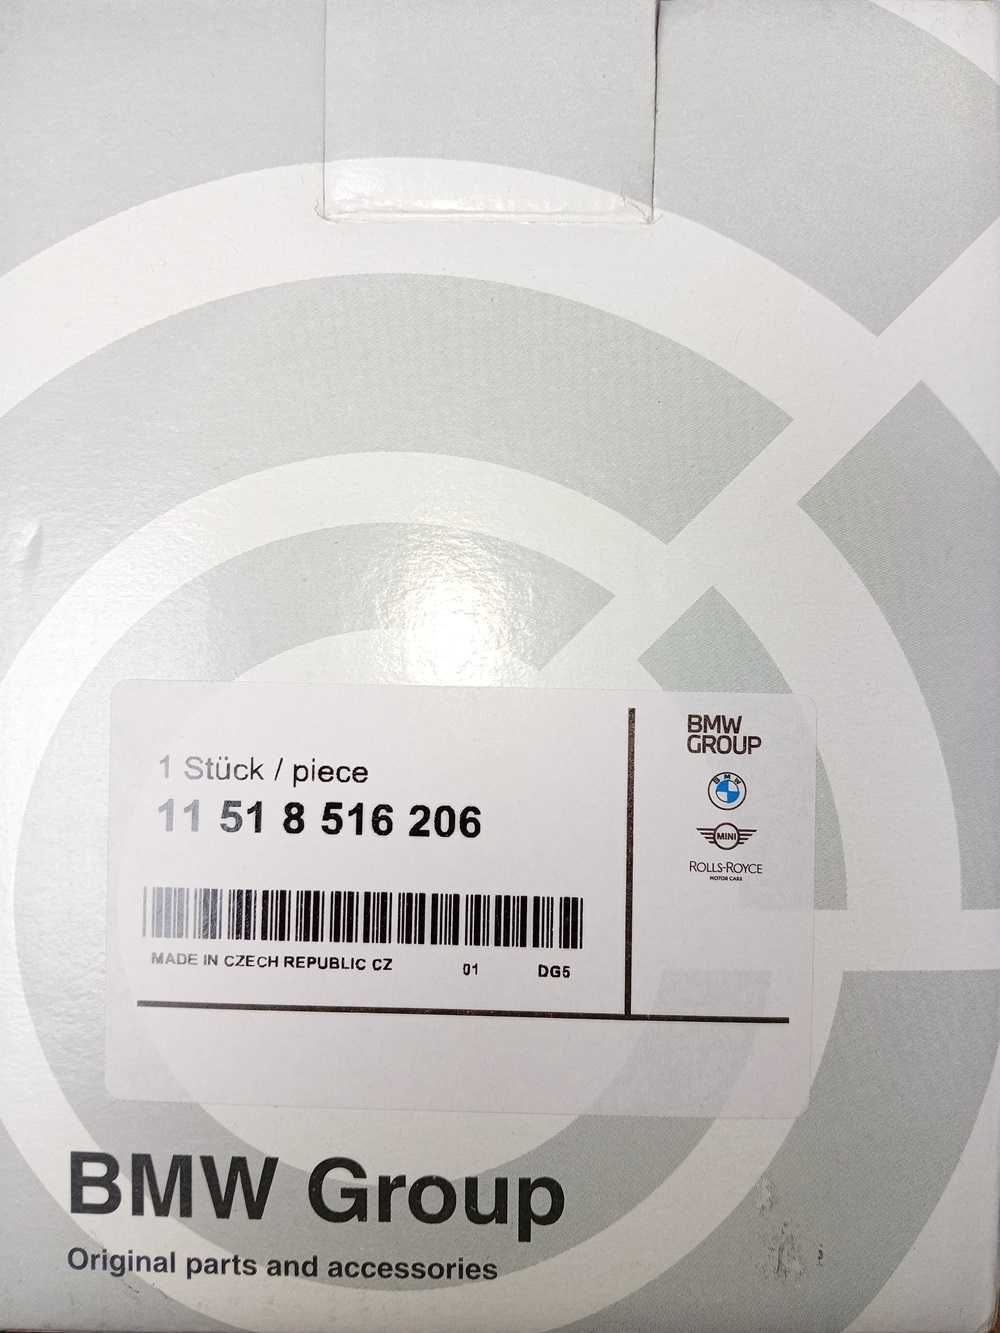 1 Stück / piece
11 51 8 516 206
MADE IN CZECH REPUBLIC CZ 01 DG5
BMW
GROUP
BMW
MINI
ROLLS-ROYCE
MOTOR CARS
BMW Group
Original parts and accessories